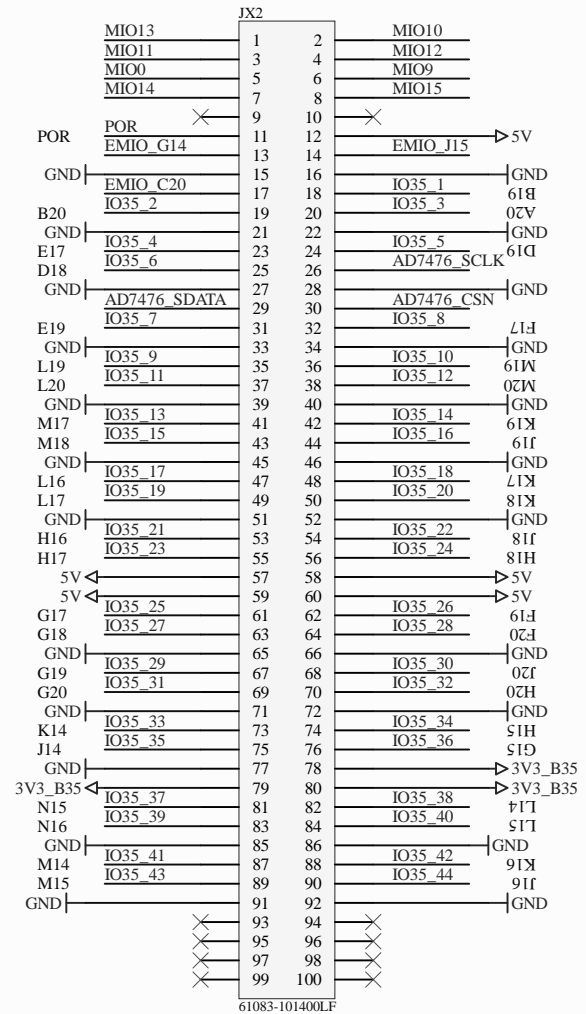 JX2
MIO13 1 2 MIO10
MIO11 3 4 MIO12
MIO0 5 6 MIO9
MIO14 7 8 MIO15
9 10
POR POR 11 12 5V
EMIO_G14 13 14 EMIO_J15
GND 15 16 GND
EMIO_C20 17 18 IO35_1 B19
B20 IO35_2 19 20 IO35_3 A20
GND 21 22 GND
E17 IO35_4 23 24 IO35_5 D19
D18 IO35_6 25 26 AD7476_SCLK
GND 27 28 GND
AD7476_SDATA 29 30 AD7476_CSN
E19 IO35_7 31 32 IO35_8 F17
GND 33 34 GND
L19 IO35_9 35 36 IO35_10 M19
L20 IO35_11 37 38 IO35_12 M20
GND 39 40 GND
M17 IO35_13 41 42 IO35_14 K19
M18 IO35_15 43 44 IO35_16 J19
GND 45 46 GND
L16 IO35_17 47 48 IO35_18 K17
L17 IO35_19 49 50 IO35_20 K18
GND 51 52 GND
H16 IO35_21 53 54 IO35_22 J18
H17 IO35_23 55 56 IO35_24 H18
5V 57 58 5V
5V 59 60 5V
G17 IO35_25 61 62 IO35_26 F19
G18 IO35_27 63 64 IO35_28 F20
GND 65 66 GND
G19 IO35_29 67 68 IO35_30 J20
G20 IO35_31 69 70 IO35_32 H20
GND 71 72 GND
K14 IO35_33 73 74 IO35_34 H15
J14 IO35_35 75 76 IO35_36 G15
GND 77 78 3V3_B35
3V3_B35 79 80 3V3_B35
N15 IO35_37 81 82 IO35_38 L14
N16 IO35_39 83 84 IO35_40 L15
GND 85 86 GND
M14 IO35_41 87 88 IO35_42 K16
M15 IO35_43 89 90 IO35_44 J16
GND 91 92 GND
93 94
95 96
97 98
99 100
61083-101400LF